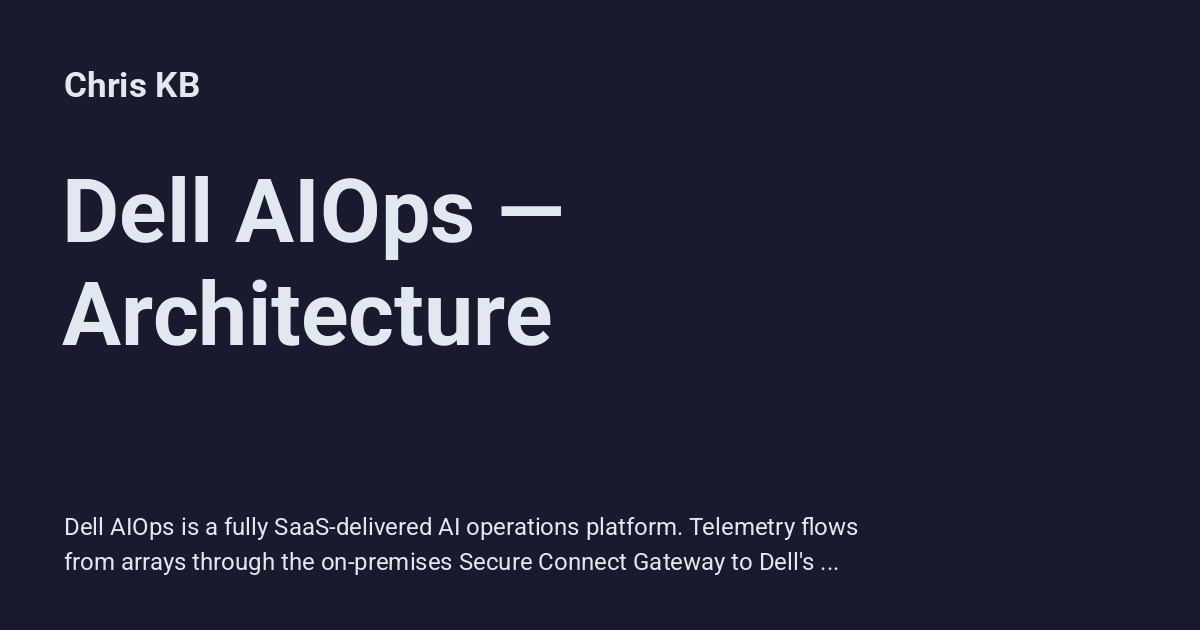 Chris KB
Dell AIOps —
Architecture
Dell AIOps is a fully SaaS-delivered AI operations platform. Telemetry flows
from arrays through the on-premises Secure Connect Gateway to Dell's ...